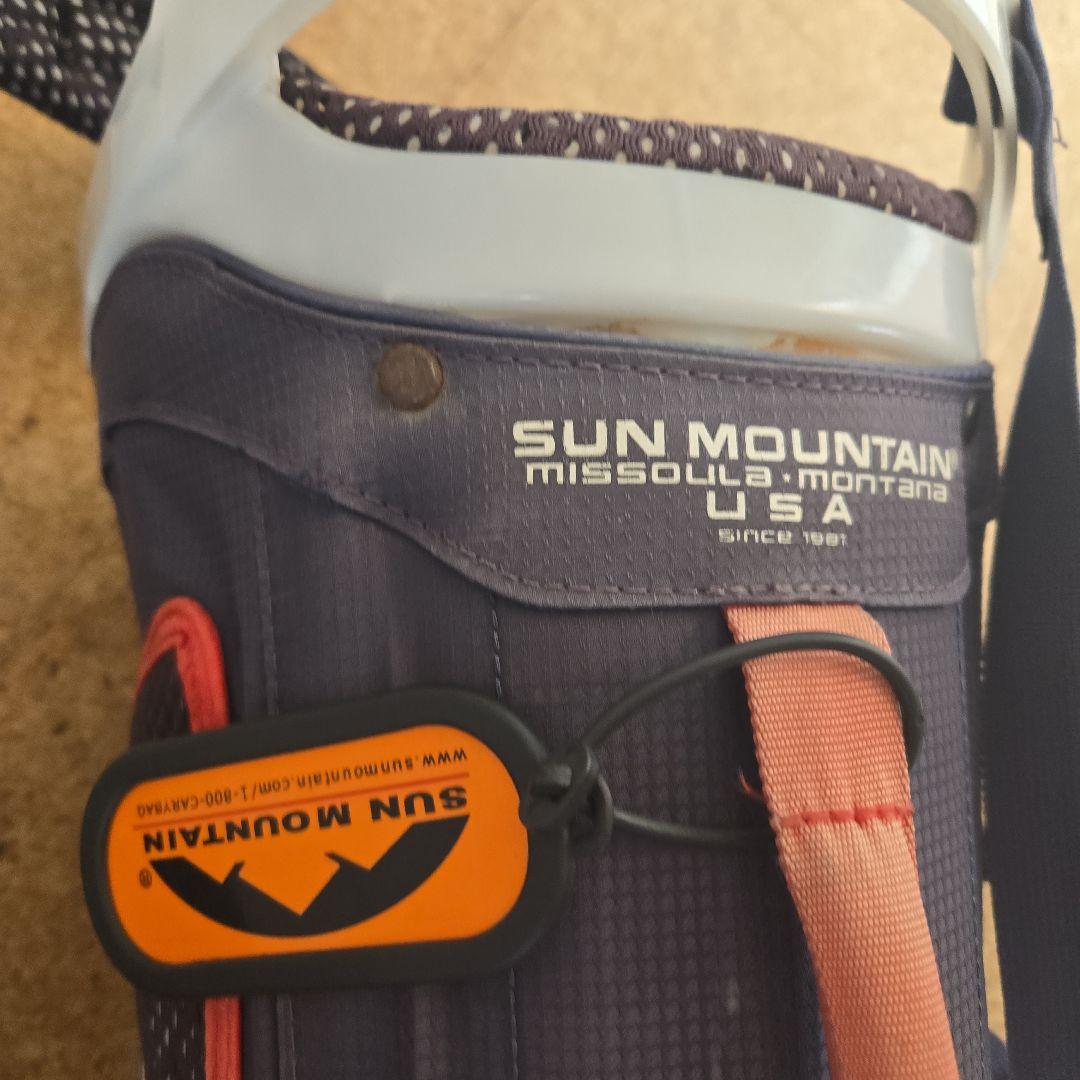 SUN MOUNTAIN®
MISSOULA · MONTANA
USA
SINCE 1981
www.sunmountain.com/1-800-CARYBAG
SUN MOUNTAIN
®